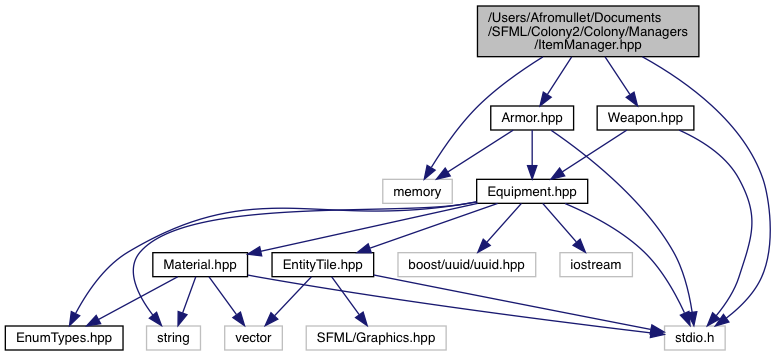 /Users/Afromullet/Documents
/SFML/Colony2/Colony/Managers
/ItemManager.hpp
Armor.hpp
Weapon.hpp
memory
Equipment.hpp
Material.hpp
EntityTile.hpp
boost/uuid/uuid.hpp
iostream
EnumTypes.hpp
string
vector
SFML/Graphics.hpp
stdio.h